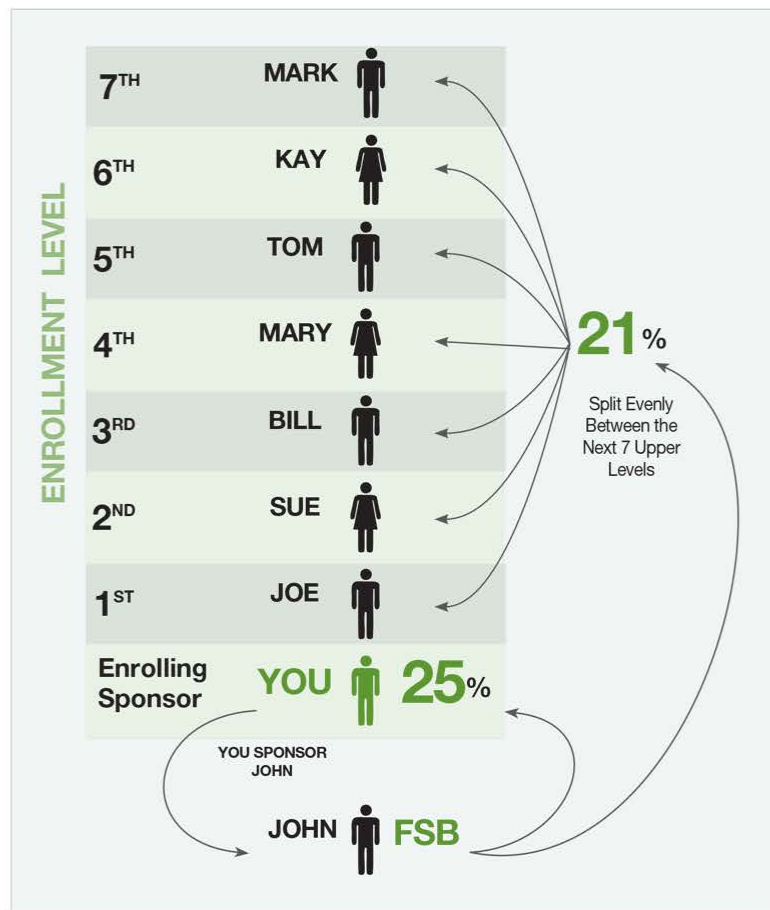 ENROLLMENT LEVEL
7TH MARK
6TH KAY
5TH TOM
4TH MARY
3RD BILL
2ND SUE
1ST JOE
21%
Split Evenly
Between the
Next 7 Upper
Levels
Enrolling
Sponsor
YOU 25%
YOU SPONSOR
JOHN
JOHN FSB